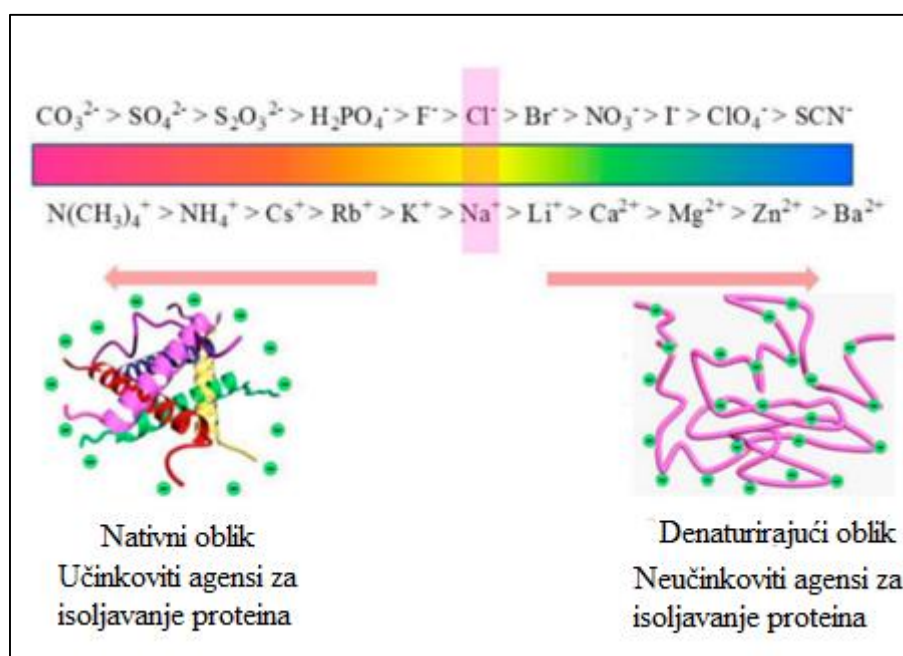 CO₃²⁻ > SO₄²⁻ > S₂O₃²⁻ > H₂PO₄⁻ > F⁻ > Cl⁻ > Br⁻ > NO₃⁻ > I⁻ > ClO₄⁻ > SCN⁻
N(CH₃)₄⁺ > NH₄⁺ > Cs⁺ > Rb⁺ > K⁺ > Na⁺ > Li⁺ > Ca²⁺ > Mg²⁺ > Zn²⁺ > Ba²⁺
Nativni oblik
Učinkoviti agensi za
isoljavanje proteina
Denaturirajući oblik
Neučinkoviti agensi za
isoljavanje proteina